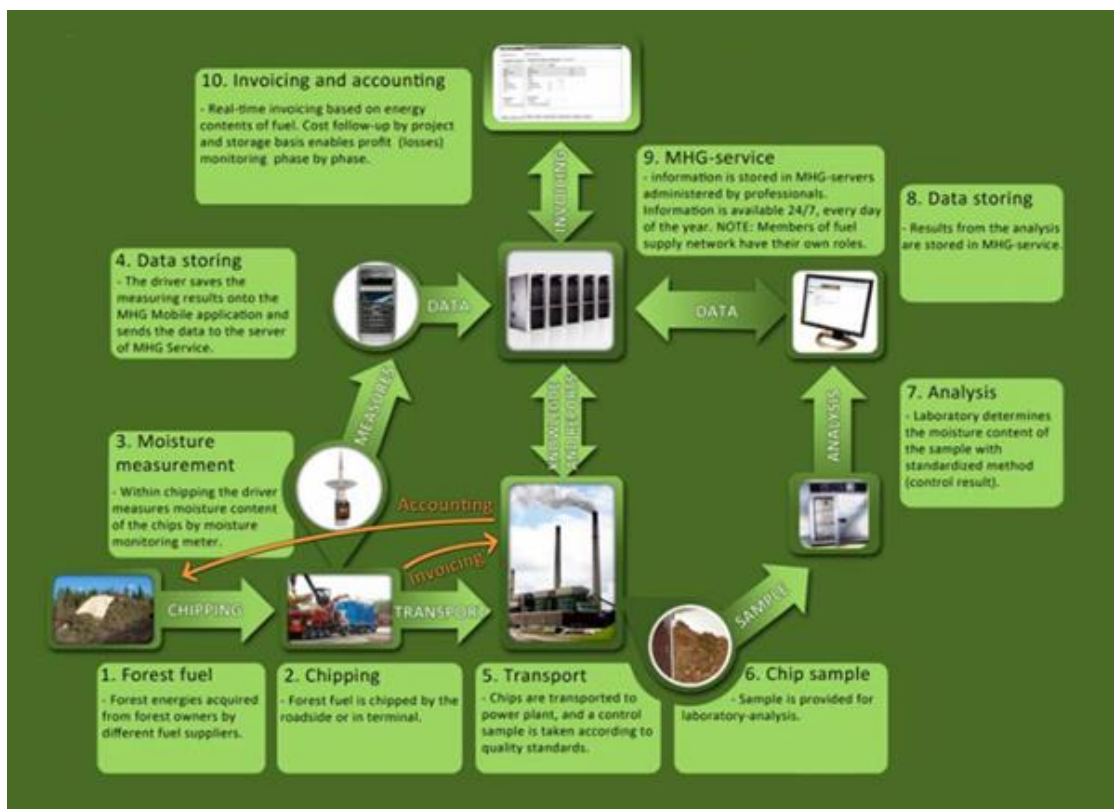 10. Invoicing and accounting
- Real-time invoicing based on energy
contents of fuel. Cost follow-up by project
and storage basis enables profit (losses)
monitoring phase by phase.
INVOICING
9. MHG-service
- information is stored in MHG-servers
administered by professionals.
Information is available 24/7, every day
of the year. NOTE: Members of fuel
supply network have their own roles.
8. Data storing
- Results from the analysis
are stored in MHG-service.
4. Data storing
- The driver saves the
measuring results onto the
MHG Mobile application and
sends the data to the server
of MHG Service.
DATA
DATA
MEASURES
KNOWLEDGE
AND REPORTS
ANALYSIS
7. Analysis
- Laboratory determines
the moisture content of
the sample with
standardized method
(control result).
3. Moisture
measurement
- Within chipping the driver
measures moisture content
of the chips by moisture
monitoring meter.
Accounting
Invoicing
CHIPPING
TRANSPORT
SAMPLE
1. Forest fuel
- Forest energies acquired
from forest owners by
different fuel suppliers.
2. Chipping
- Forest fuel is chipped by the
roadside or in terminal.
5. Transport
- Chips are transported to
power plant, and a control
sample is taken according to
quality standards.
6. Chip sample
- Sample is provided for
laboratory-analysis.